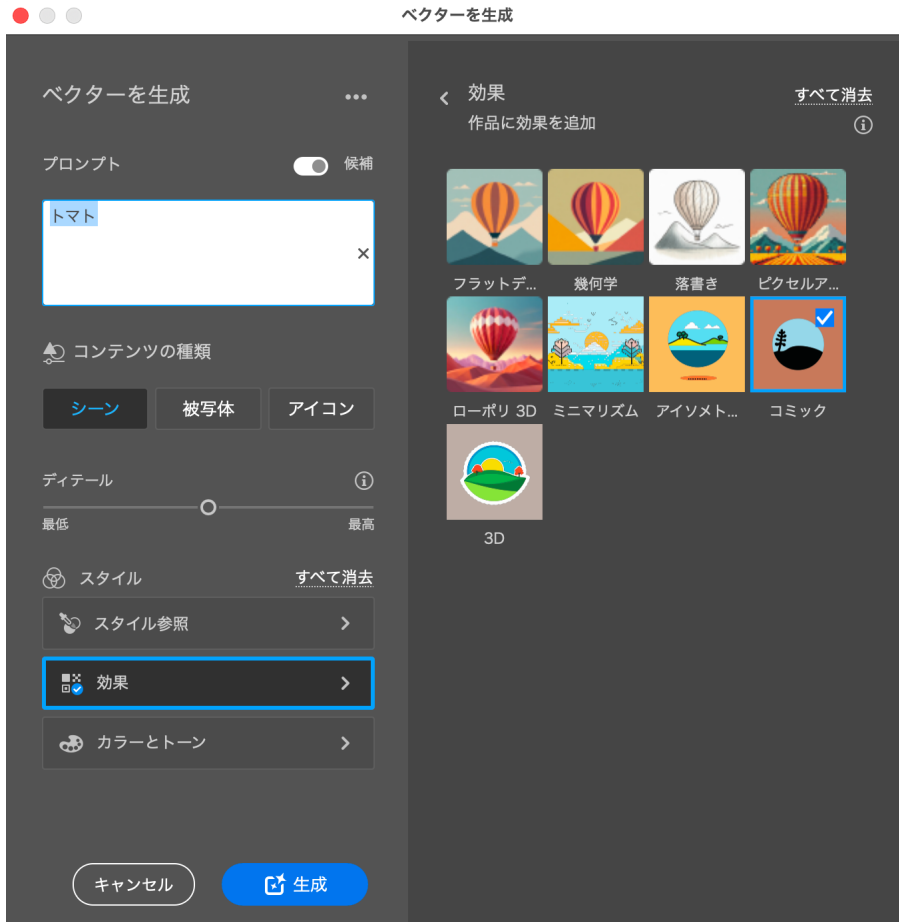 ベクターを生成
ベクターを生成
プロンプト
候補
トマト
コンテンツの種類
シーン
被写体
アイコン
ディテール
最低
最高
スタイル
すべて消去
スタイル参照
効果
カラーとトーン
キャンセル
生成
効果
すべて消去
作品に効果を追加
フラットデ...
幾何学
落書き
ピクセルア...
ローポリ 3D
ミニマリズム
アイソメト...
コミック
3D